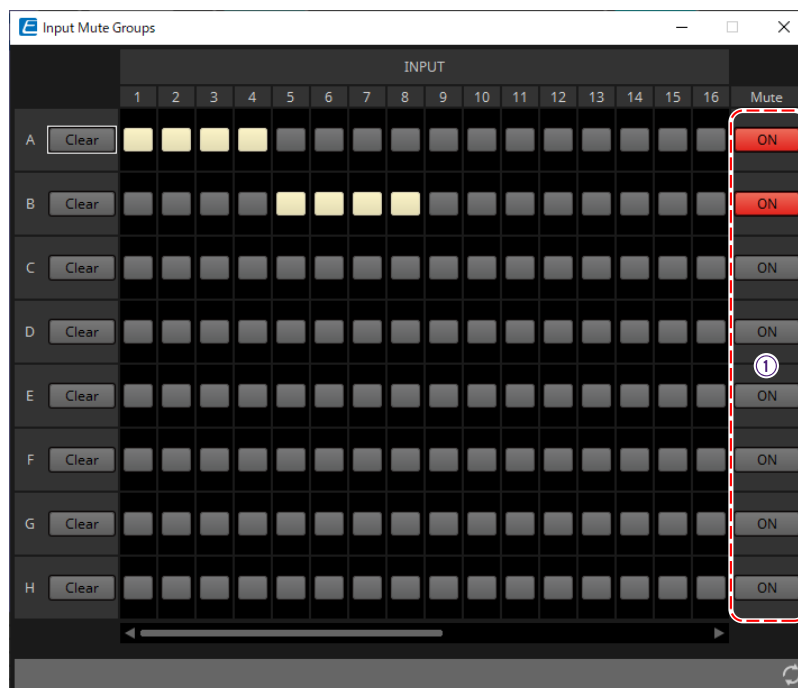 E Input Mute Groups
INPUT
1 2 3 4 5 6 7 8 9 10 11 12 13 14 15 16 Mute
A Clear ON
B Clear ON
C Clear ON
D Clear ON
①
E Clear ON
F Clear ON
G Clear ON
H Clear ON